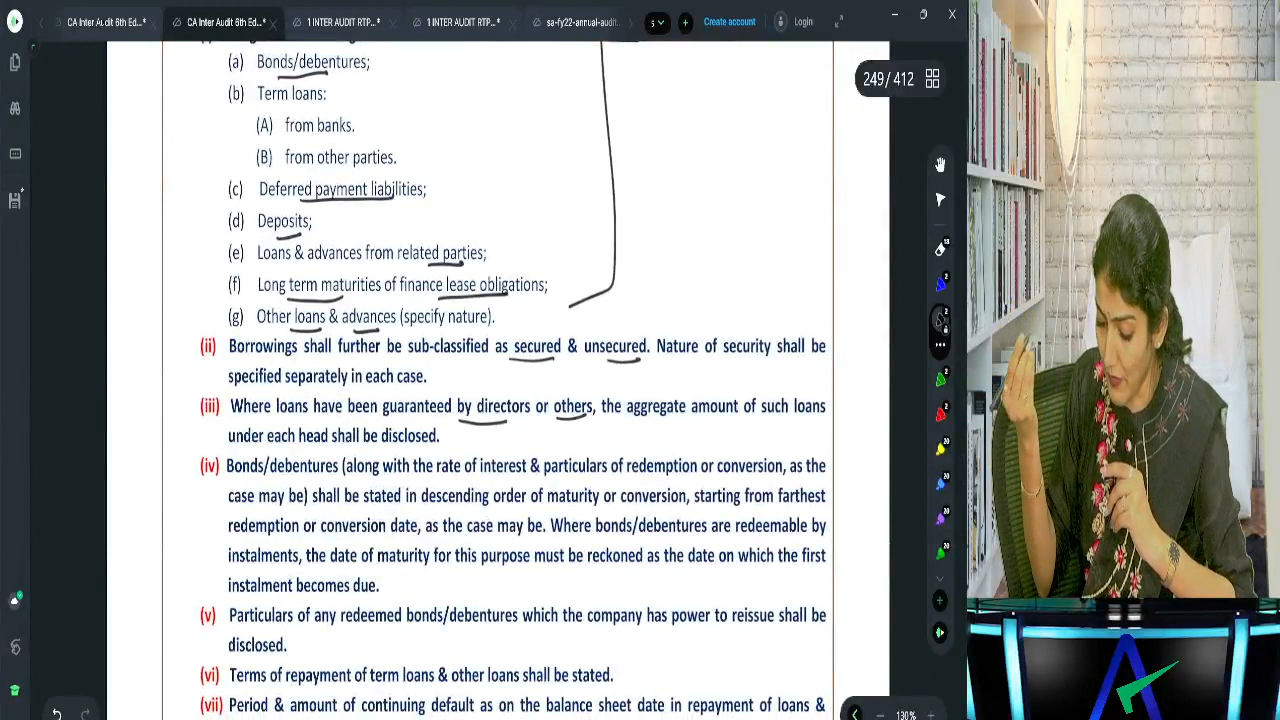 CA Inter Audit 8th Ed...*
CA Inter Audit 8th Ed...*
1 INTER AUDIT RTP...*
1 INTER AUDIT RTP...*
sa-fy22-annual-audit.
5
Create account
Login
249/ 412
(a) Bonds/debentures;
(b) Term loans:
(A) from banks.
(B) from other parties.
(c) Deferred payment liabilities;
(d) Deposits;
(e) Loans & advances from related parties;
(f) Long term maturities of finance lease obligations;
(g) Other loans & advances (specify nature).
(ii) Borrowings shall further be sub-classified as secured & unsecured. Nature of security shall be
specified separately in each case.
(iii) Where loans have been guaranteed by directors or others, the aggregate amount of such loans
under each head shall be disclosed.
(iv) Bonds/debentures (along with the rate of interest & particulars of redemption or conversion, as the
case may be) shall be stated in descending order of maturity or conversion, starting from farthest
redemption or conversion date, as the case may be. Where bonds/debentures are redeemable by
instalments, the date of maturity for this purpose must be reckoned as the date on which the first
instalment becomes due.
(v) Particulars of any redeemed bonds/debentures which the company has power to reissue shall be
disclosed.
(vi) Terms of repayment of term loans & other loans shall be stated.
(vii) Period & amount of continuing default as on the balance sheet date in repayment of loans &
18
2
2
2
2
20
20
20
20
130%